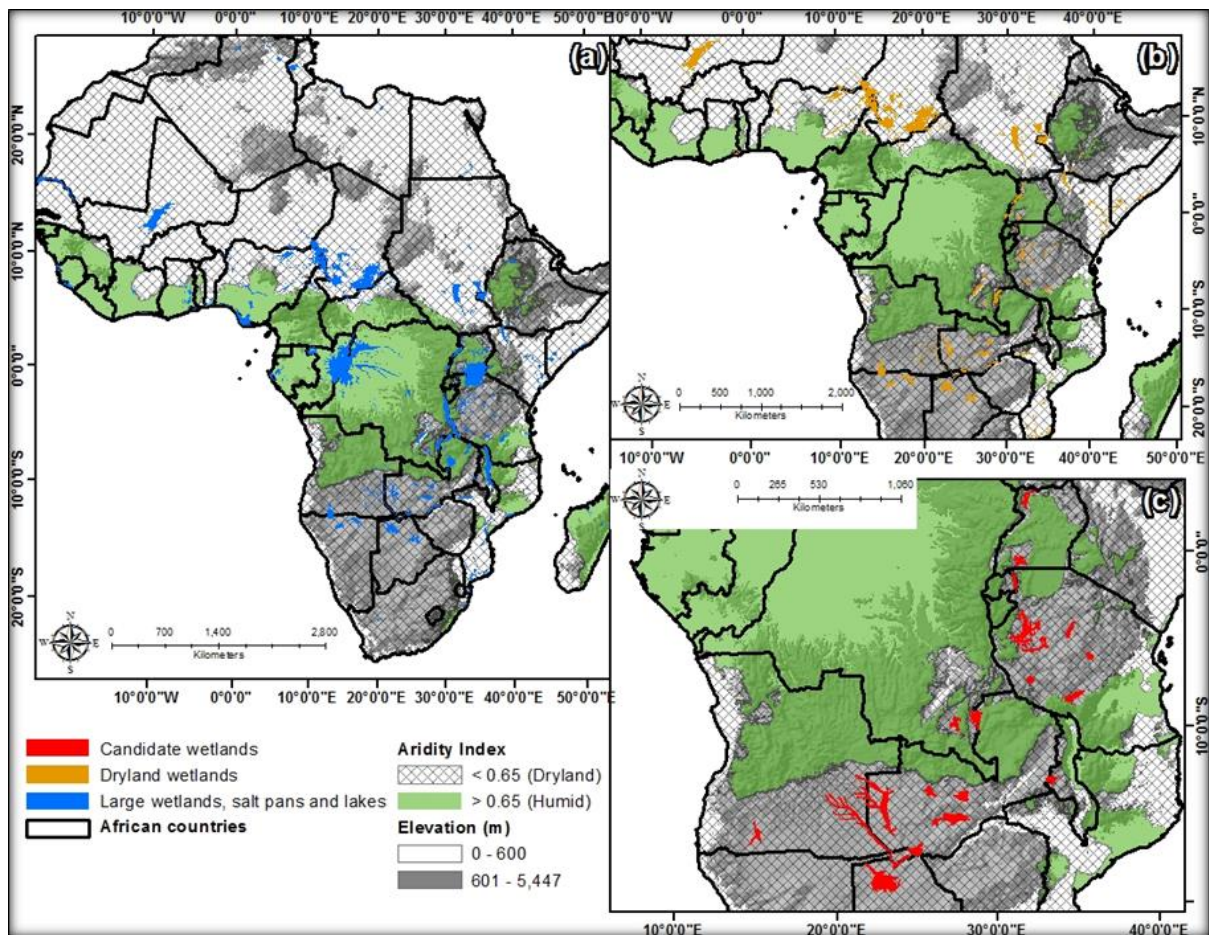 10°0'0"W 0°0'0" 10°0'0"E 20°0'0"E 30°0'0"E 40°0'0"E 50°0'0"E
(a)
20°0'0"N
10°0'0"N
0°0'0"
10°0'0"S
20°0'0"S
N
W E
S
0 700 1,400 2,800
Kilometers
10°0'0"W 0°0'0" 10°0'0"E 20°0'0"E 30°0'0"E 40°0'0"E 50°0'0"E
10°0'0"W 0°0'0" 10°0'0"E 20°0'0"E 30°0'0"E 40°0'0"E
(b)
10°0'0"N
0°0'0"
10°0'0"S
20°0'0"S
N
W E
S
0 500 1,000 2,000
Kilometers
10°0'0"W 0°0'0" 10°0'0"E 20°0'0"E 30°0'0"E 40°0'0"E 50°0'0"E
N
W E
S
0 265 530 1,060
Kilometers
(c)
0°0'0"
10°0'0"S
10°0'0"E 20°0'0"E 30°0'0"E 40°0'0"E
Candidate wetlands
Dryland wetlands
Large wetlands, salt pans and lakes
African countries
Aridity Index
< 0.65 (Dryland)
> 0.65 (Humid)
Elevation (m)
0 - 600
601 - 5,447